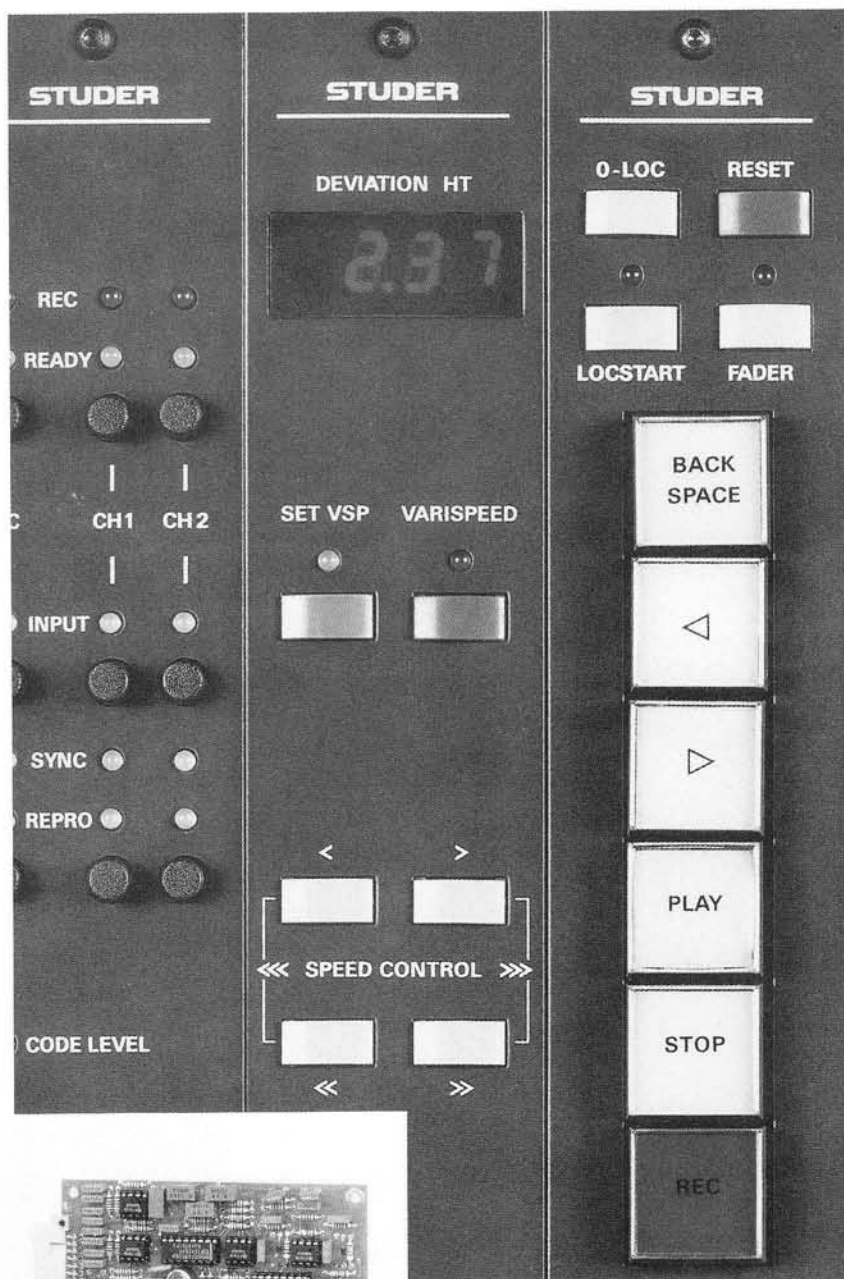 STUDER
REC
READY
C CH1 CH2
INPUT
SYNC
REPRO
CODE LEVEL
STUDER
DEVIATION HT
2.37
SET VSP VARISPEED
< >
<<< SPEED CONTROL >>>
<< >>
STUDER
0-LOC RESET
LOCSTART FADER
BACK
SPACE
PLAY
STOP
REC